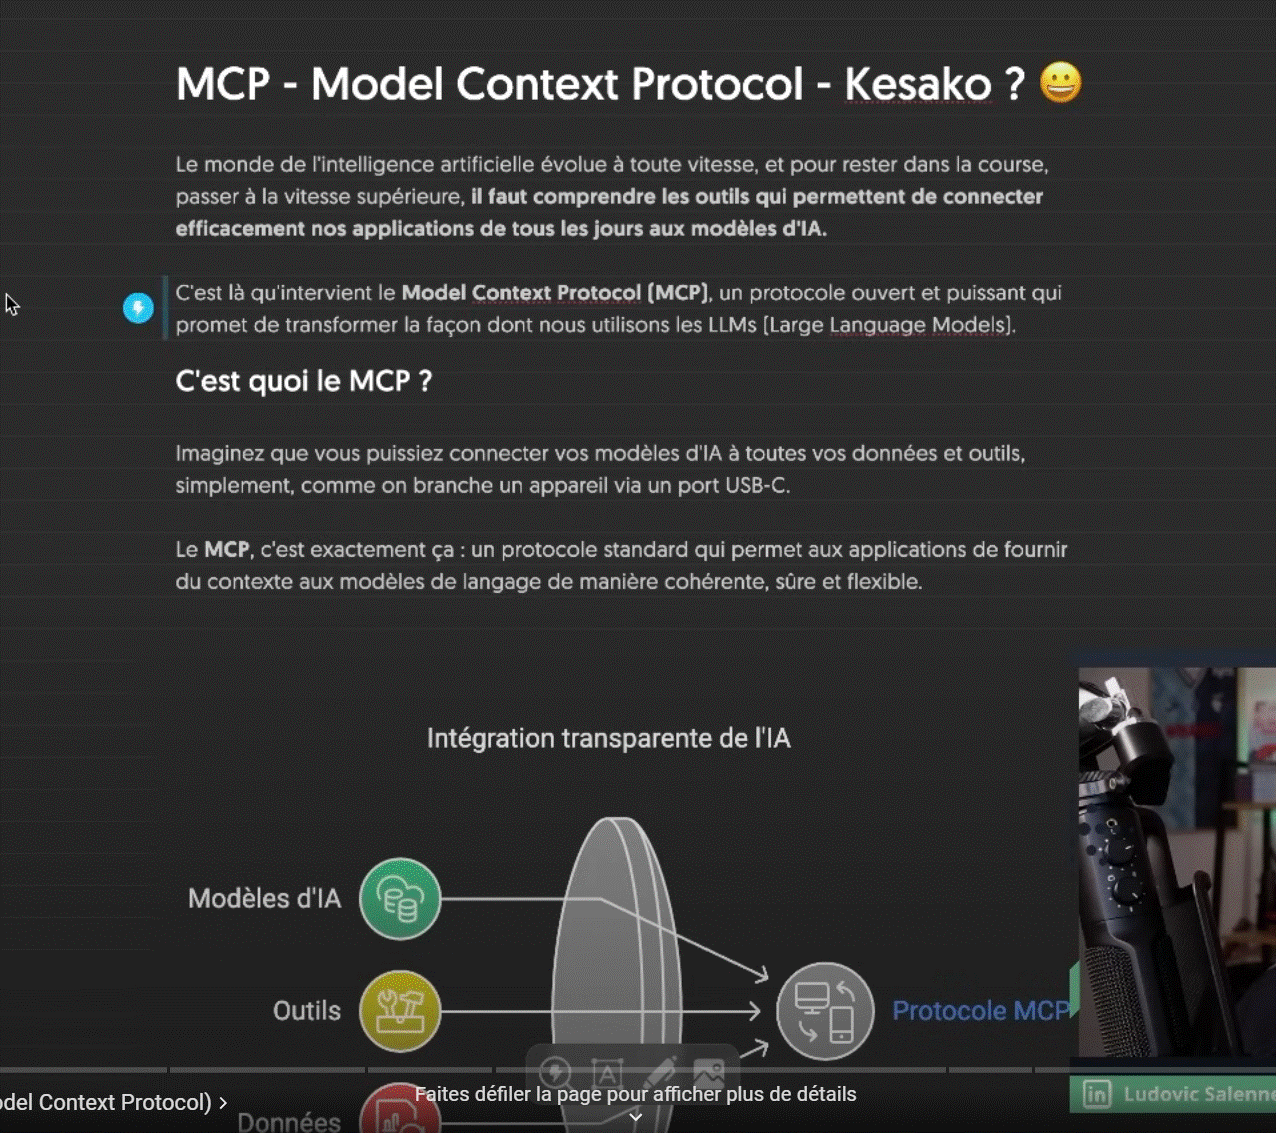 MCP - Model Context Protocol - Kesako ? 😀
Le monde de l'intelligence artificielle évolue à toute vitesse, et pour rester dans la course,
passer à la vitesse supérieure, il faut comprendre les outils qui permettent de connecter
efficacement nos applications de tous les jours aux modèles d'IA.
C'est là qu'intervient le Model Context Protocol (MCP), un protocole ouvert et puissant qui
promet de transformer la façon dont nous utilisons les LLMs (Large Language Models).
C'est quoi le MCP ?
Imaginez que vous puissiez connecter vos modèles d'IA à toutes vos données et outils,
simplement, comme on branche un appareil via un port USB-C.
Le MCP, c'est exactement ça : un protocole standard qui permet aux applications de fournir
du contexte aux modèles de langage de manière cohérente, sûre et flexible.
Intégration transparente de l'IA
Modèles d'IA
Outils
Protocole MCP
Données
A
Faites défiler la page pour afficher plus de détails
del Context Protocol) >
in Ludovic Salenne